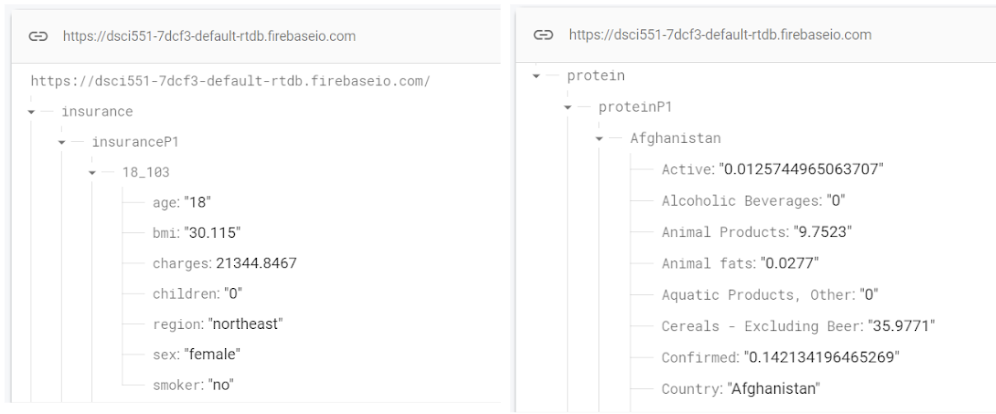 https://dsci551-7dcf3-default-rtdb.firebaseio.com
https://dsci551-7dcf3-default-rtdb.firebaseio.com/
insurance
insuranceP1
18_103
age: "18"
bmi: "30.115"
charges: 21344.8467
children: "0"
region: "northeast"
sex: "female"
smoker: "no"
https://dsci551-7dcf3-default-rtdb.firebaseio.com
protein
proteinP1
Afghanistan
Active: "0.0125744965063707"
Alcoholic Beverages: "0"
Animal Products: "9.7523"
Animal fats: "0.0277"
Aquatic Products, Other: "0"
Cereals - Excluding Beer: "35.9771"
Confirmed: "0.142134196465269"
Country: "Afghanistan"